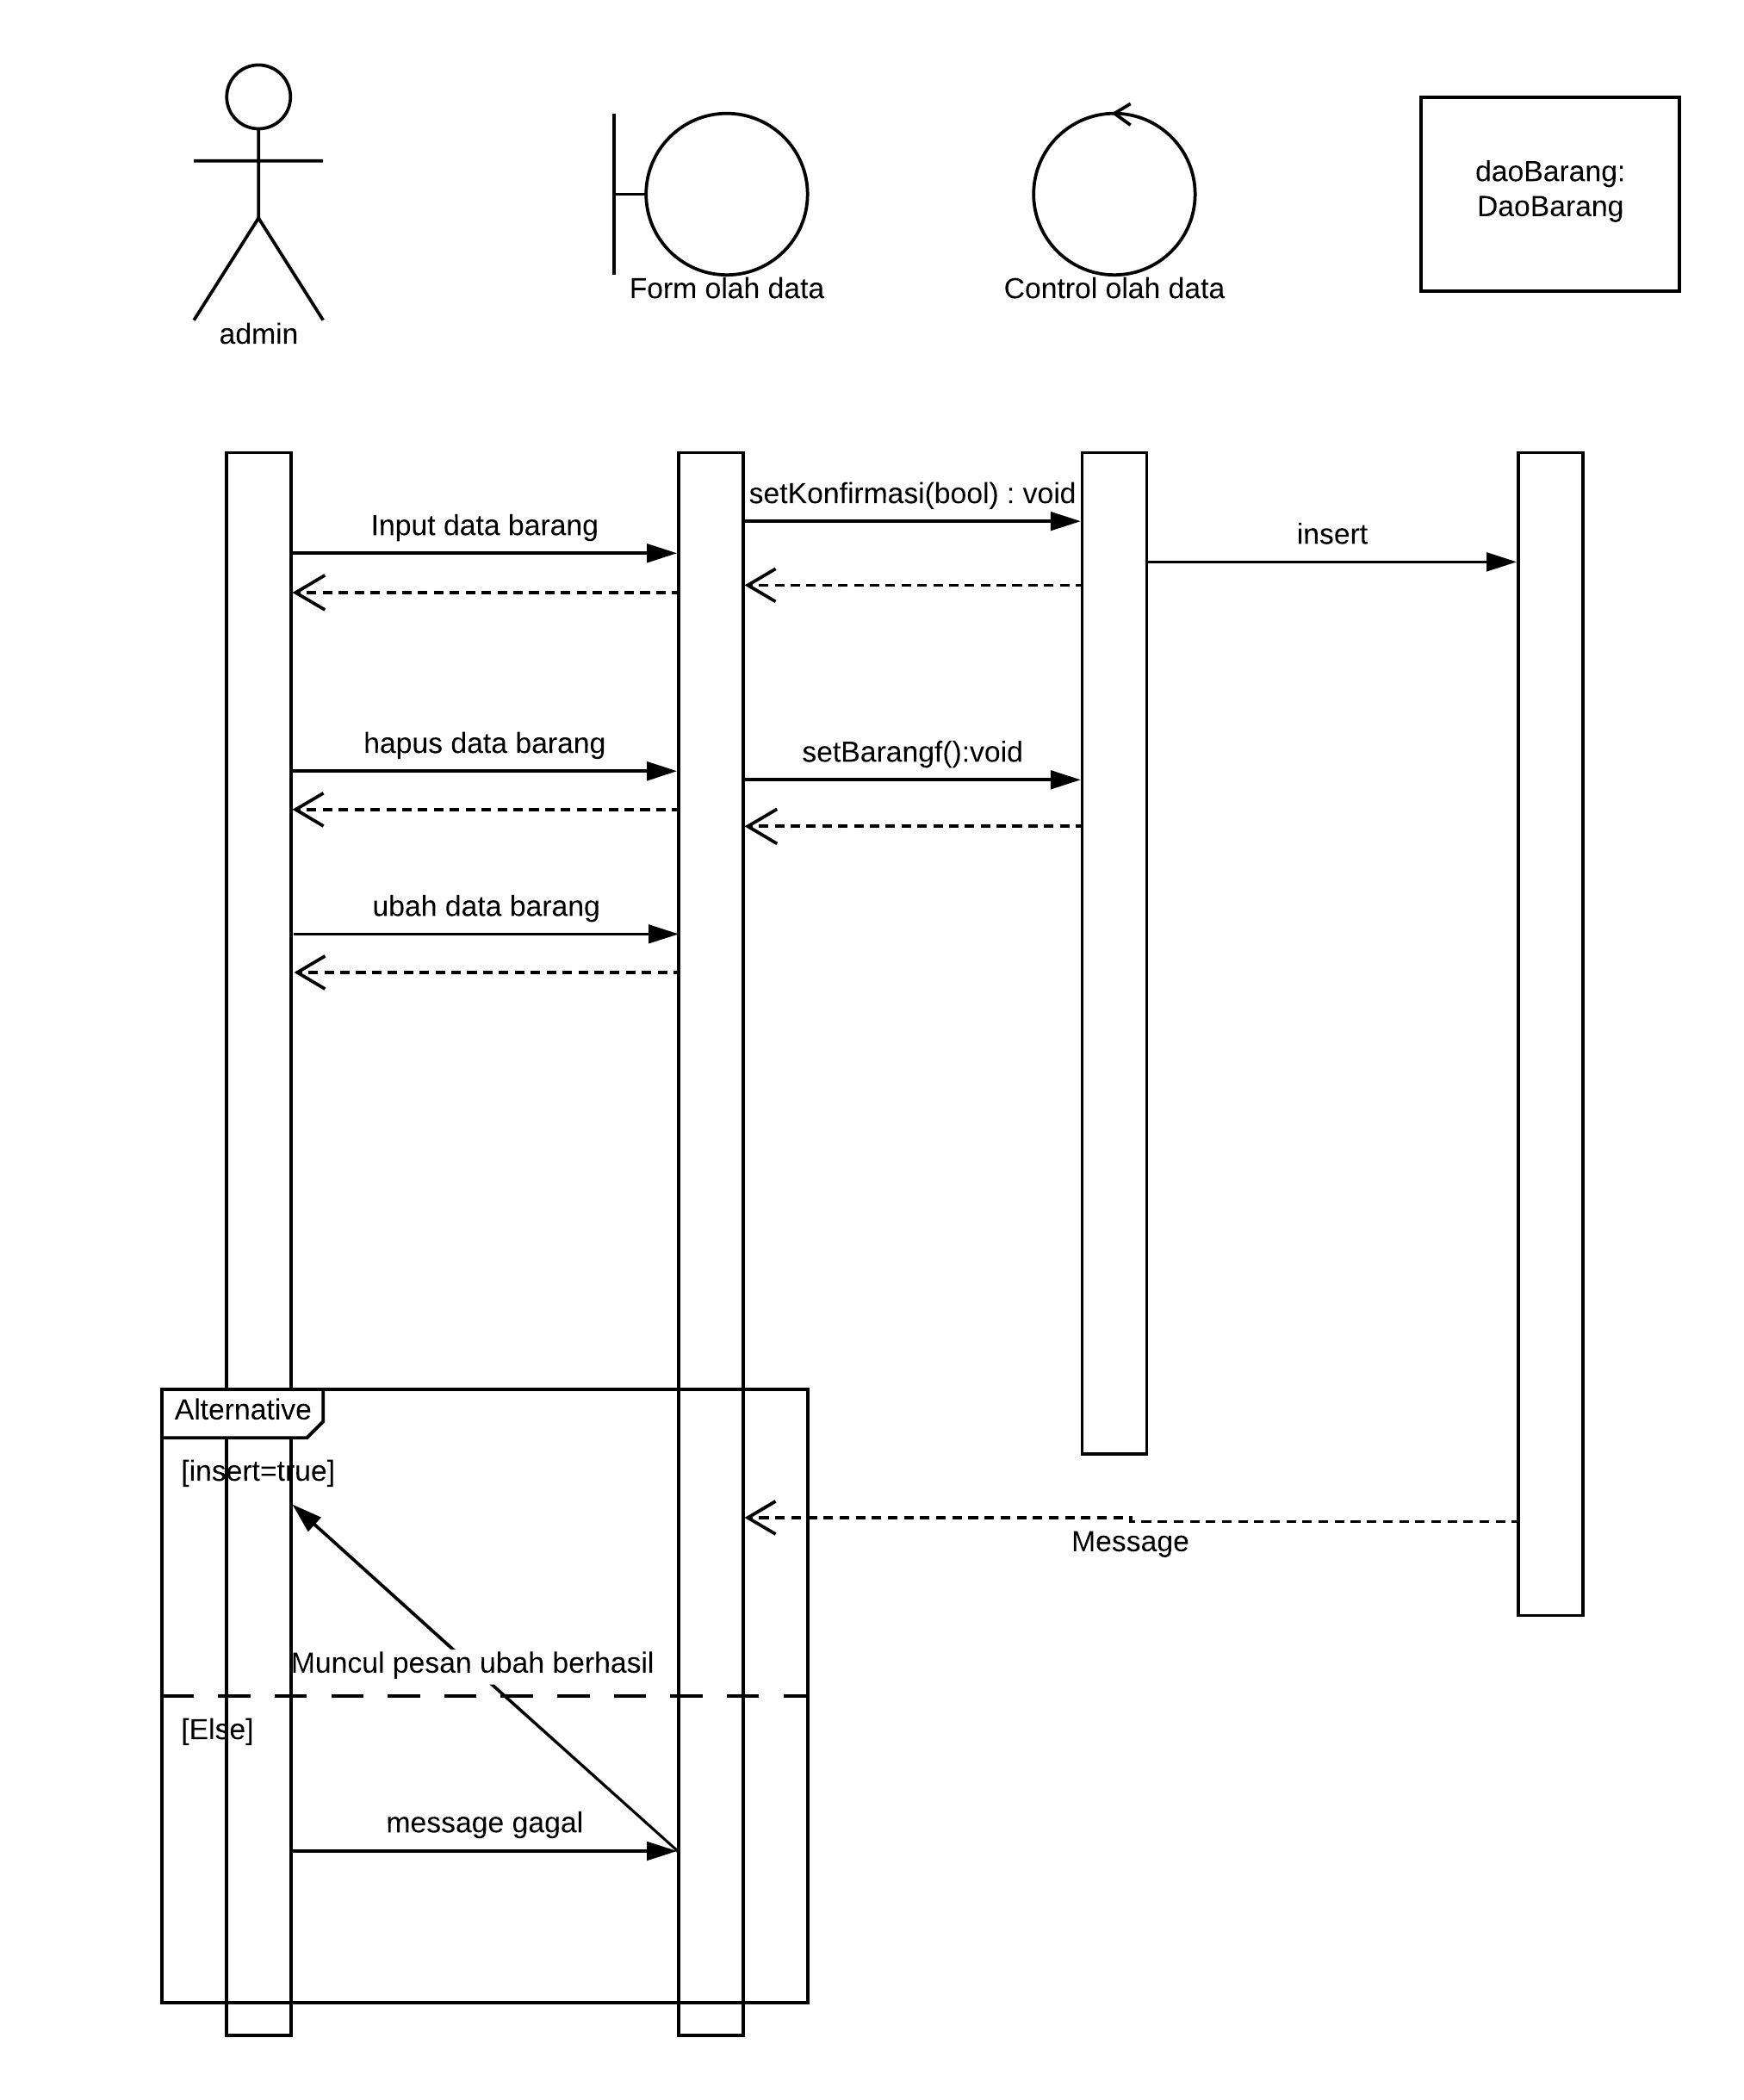 daoBarang:
DaoBarang
Form olah data
Control olah data
admin
setKonfirmasi(bool) : void
Input data barang
insert
hapus data barang
setBarangf():void
ubah data barang
Alternative
[insert=true]
Message
Muncul pesan ubah berhasil
[Else]
message gagal